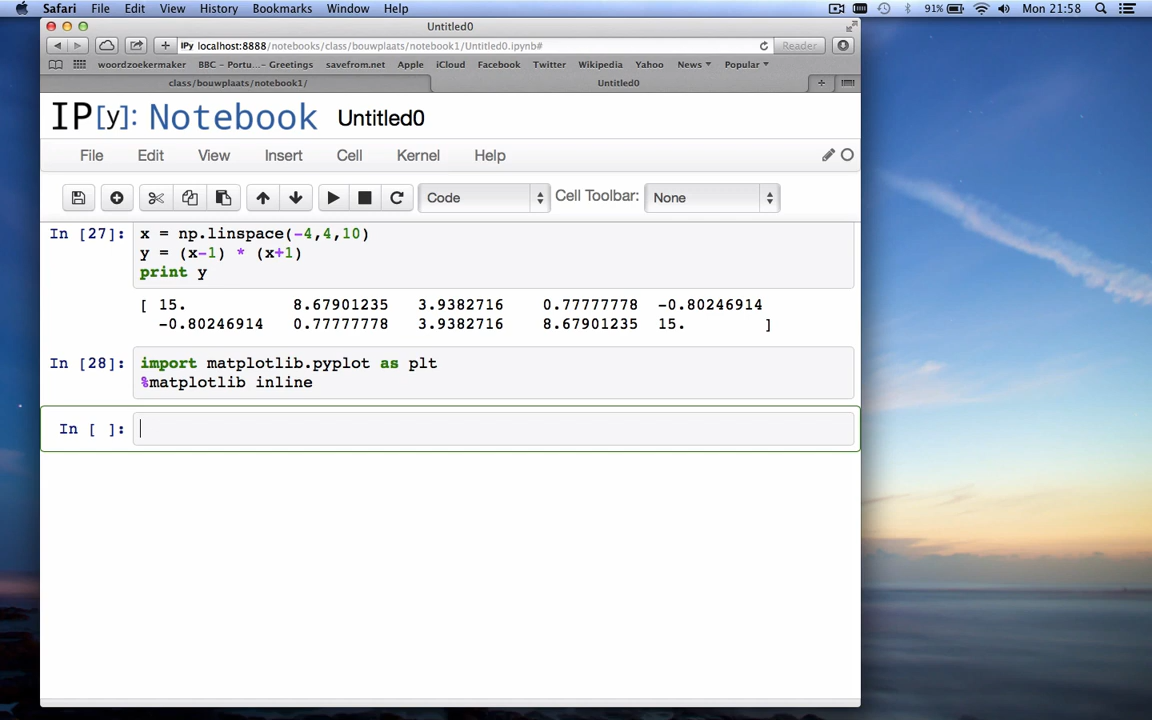 Safari File Edit View History Bookmarks Window Help 91% Mon 21:58
Untitled0
IPy localhost:8888/notebooks/class/bouwplaats/notebook1/Untitled0.ipynb# Reader
woordzoekermaker BBC – Portu...– Greetings savefrom.net Apple iCloud Facebook Twitter Wikipedia Yahoo News Popular
class/bouwplaats/notebook1/ Untitled0
IP[y]: Notebook Untitled0
File Edit View Insert Cell Kernel Help
Code Cell Toolbar: None
In [27]: x = np.linspace(-4,4,10)
y = (x-1) * (x+1)
print y
[ 15. 8.67901235 3.9382716 0.77777778 -0.80246914
-0.80246914 0.77777778 3.9382716 8.67901235 15. ]
In [28]: import matplotlib.pyplot as plt
%matplotlib inline
In [ ]: